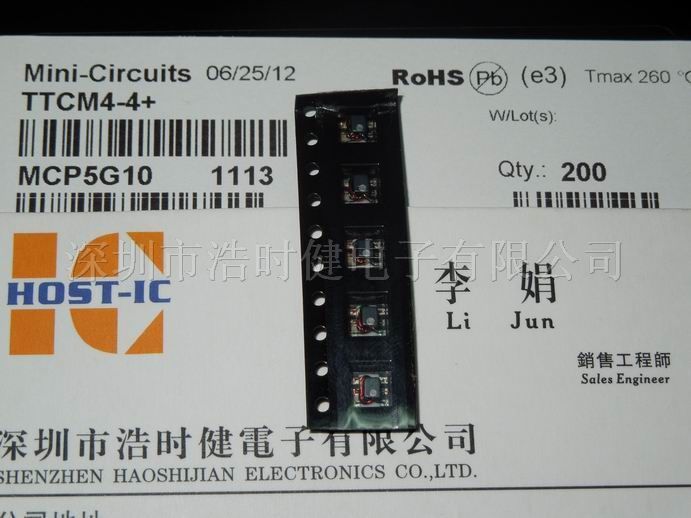 Mini-Circuits 06/25/12
RoHS Pb (e3) Tmax 260 °C
TTCM4-4+
W/Lot(s):
MCP5G10 1113
Qty.: 200
深圳市浩时健电子有限公司
HOST-IC
李 娟
Li Jun
銷售工程師
Sales Engineer
深圳市浩时健電子有限公司
SHENZHEN HAOSHIJIAN ELECTRONICS CO.,LTD.